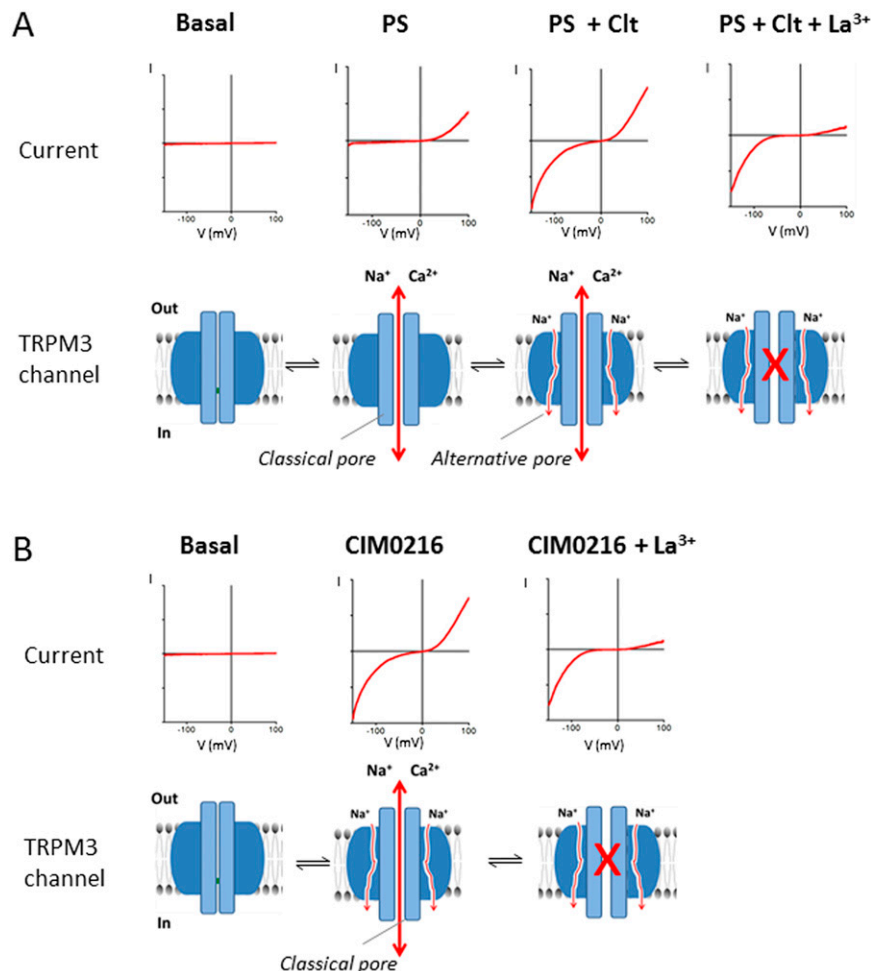 A
Basal
PS
PS + Clt
PS + Clt + La³⁺
Current
I
-100 0 100
V (mV)
I
-100 0 100
V (mV)
I
-100 0 100
V (mV)
I
-100 0 100
V (mV)
TRPM3
channel
Out
In
Na⁺ Ca²⁺
Classical pore
Na⁺ Ca²⁺
Na⁺ Na⁺
Alternative pore
Na⁺ X Na⁺
B
Basal
CIM0216
CIM0216 + La³⁺
Current
I
-100 0 100
V (mV)
I
-100 0 100
V (mV)
I
-100 0 100
V (mV)
TRPM3
channel
Out
In
Na⁺ Ca²⁺
Na⁺ Na⁺
Classical pore
Na⁺ X Na⁺